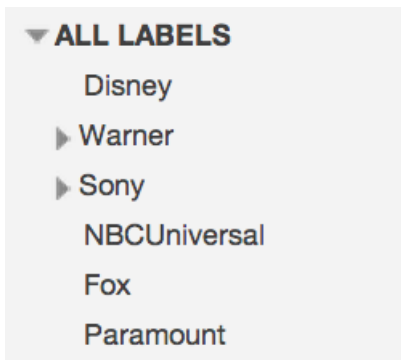 ALL LABELS
Disney
Warner
Sony
NBCUniversal
Fox
Paramount